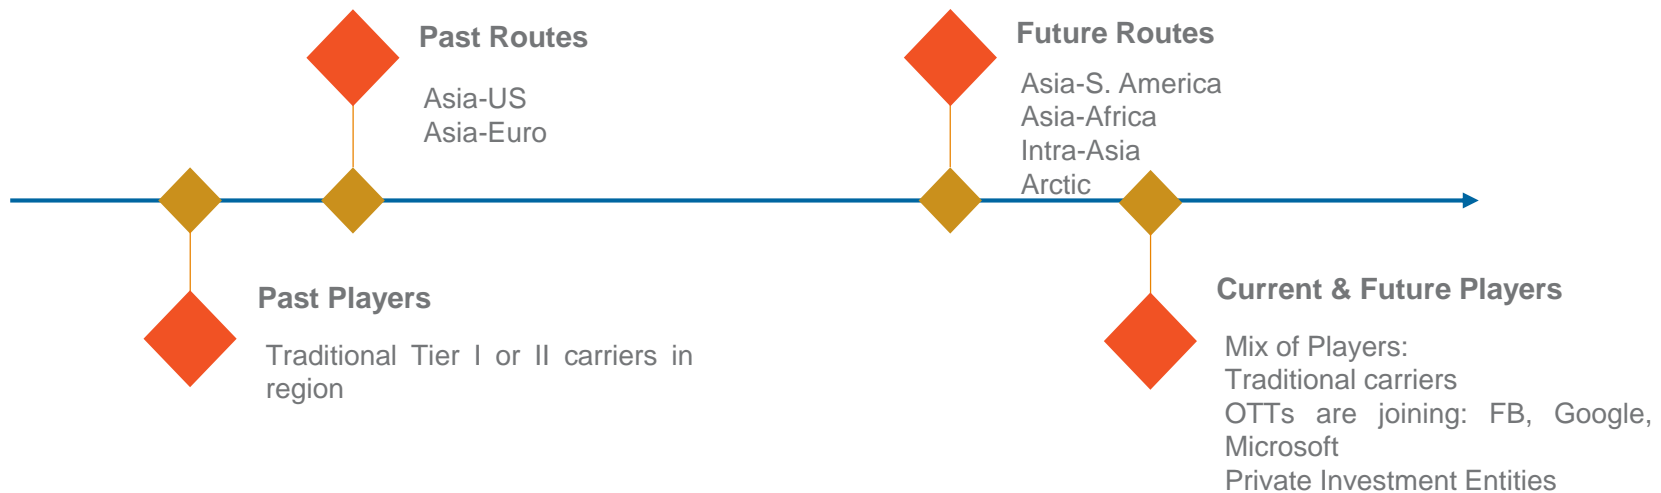 Past Routes
Asia-US
Asia-Euro
Future Routes
Asia-S. America
Asia-Africa
Intra-Asia
Arctic
Past Players
Traditional Tier I or II carriers in
region
Current & Future Players
Mix of Players:
Traditional carriers
OTTs are joining: FB, Google,
Microsoft
Private Investment Entities